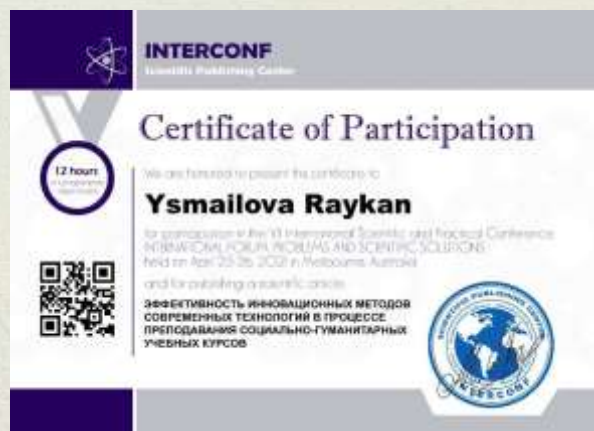 INTERCONF
Scientific Publishing Center
Certificate of Participation
12 hours
We are honored to present the certificate to
Ysmailova Raykan
for participation in the VI International Scientific and Practical Conference
INTERNATIONAL FORUM: PROBLEMS AND SCIENTIFIC SOLUTIONS
held on April 25-26, 2021 in Melbourne, Australia
and for publishing a scientific article
ЭФФЕКТИВНОСТЬ ИННОВАЦИОННЫХ МЕТОДОВ
СОВРЕМЕННЫХ ТЕХНОЛОГИЙ В ПРОЦЕССЕ
ПРЕПОДАВАНИЯ СОЦИАЛЬНО-ГУМАНИТАРНЫХ
УЧЕБНЫХ КУРСОВ
SCIENTIFIC PUBLISHING CENTER
INTERCONF